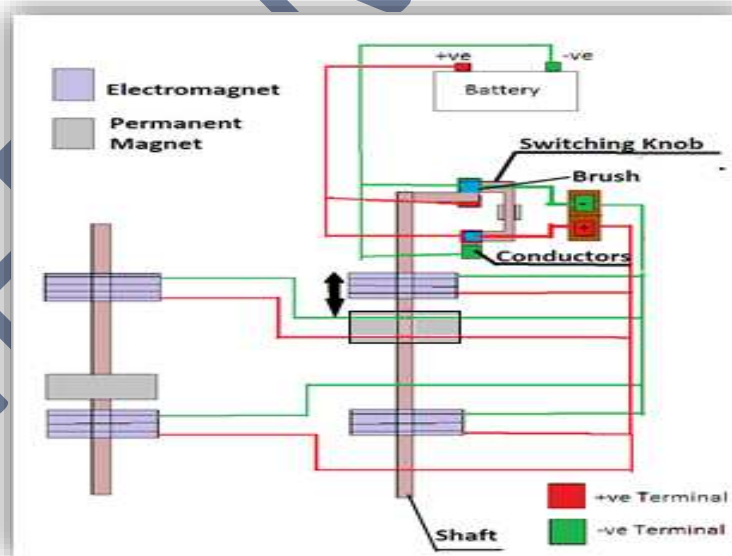 +ve
-ve
Battery
Electromagnet
Permanent
Magnet
Switching Knob
Brush
-
+
Conductors
Shaft
+ve Terminal
-ve Terminal